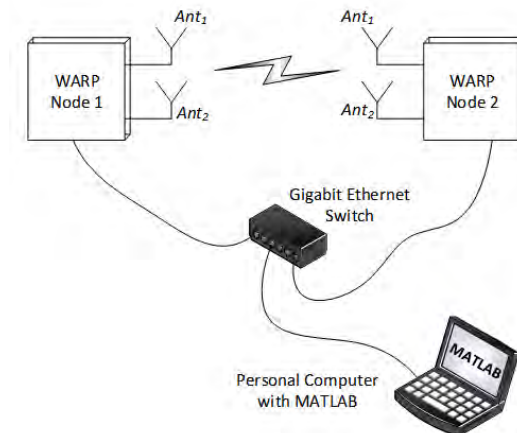 Ant1
Ant1
WARP
Node 1
WARP
Node 2
Ant2
Ant2
Gigabit Ethernet
Switch
MATLAB
Personal Computer
with MATLAB